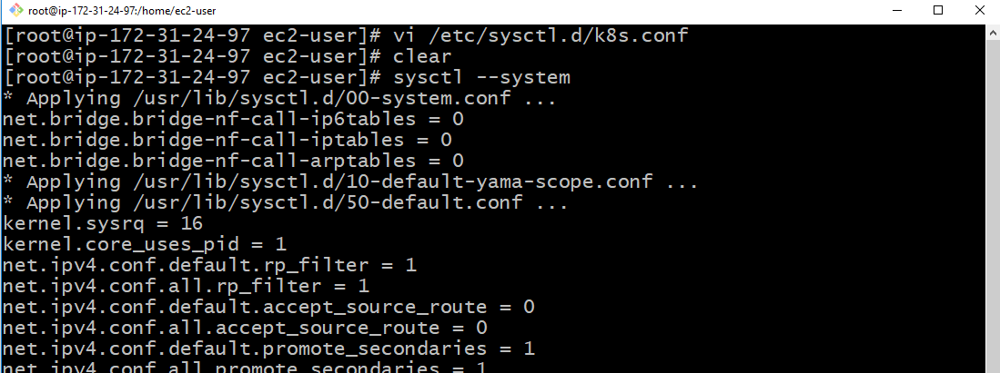 root@ip-172-31-24-97:/home/ec2-user
[root@ip-172-31-24-97 ec2-user]# vi /etc/sysctl.d/k8s.conf
[root@ip-172-31-24-97 ec2-user]# clear
[root@ip-172-31-24-97 ec2-user]# sysctl --system
* Applying /usr/lib/sysctl.d/00-system.conf ...
net.bridge.bridge-nf-call-ip6tables = 0
net.bridge.bridge-nf-call-iptables = 0
net.bridge.bridge-nf-call-arptables = 0
* Applying /usr/lib/sysctl.d/10-default-yama-scope.conf ...
* Applying /usr/lib/sysctl.d/50-default.conf ...
kernel.sysrq = 16
kernel.core_uses_pid = 1
net.ipv4.conf.default.rp_filter = 1
net.ipv4.conf.all.rp_filter = 1
net.ipv4.conf.default.accept_source_route = 0
net.ipv4.conf.all.accept_source_route = 0
net.ipv4.conf.default.promote_secondaries = 1
net.ipv4.conf.all.promote_secondaries = 1